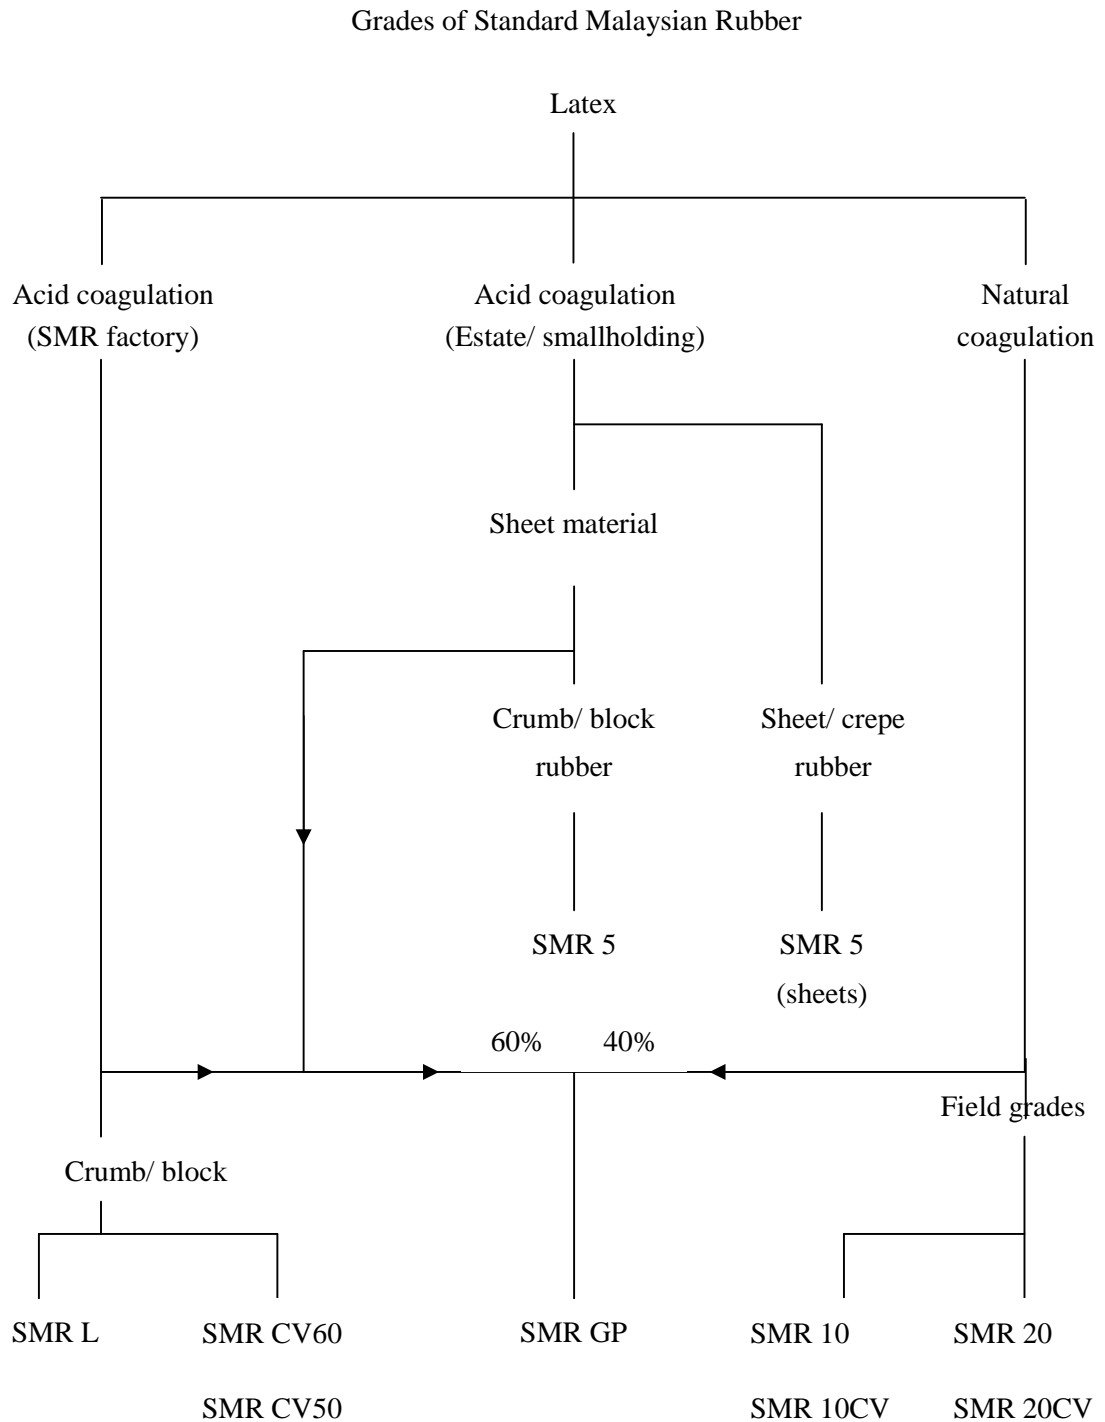 Grades of Standard Malaysian Rubber
Latex
Acid coagulation
(SMR factory)
Acid coagulation
(Estate/ smallholding)
Natural
coagulation
Sheet material
Crumb/ block
rubber
Sheet/ crepe
rubber
SMR 5
SMR 5
(sheets)
60%
40%
Field grades
Crumb/ block
SMR L
SMR CV60
SMR CV50
SMR GP
SMR 10
SMR 10CV
SMR 20
SMR 20CV